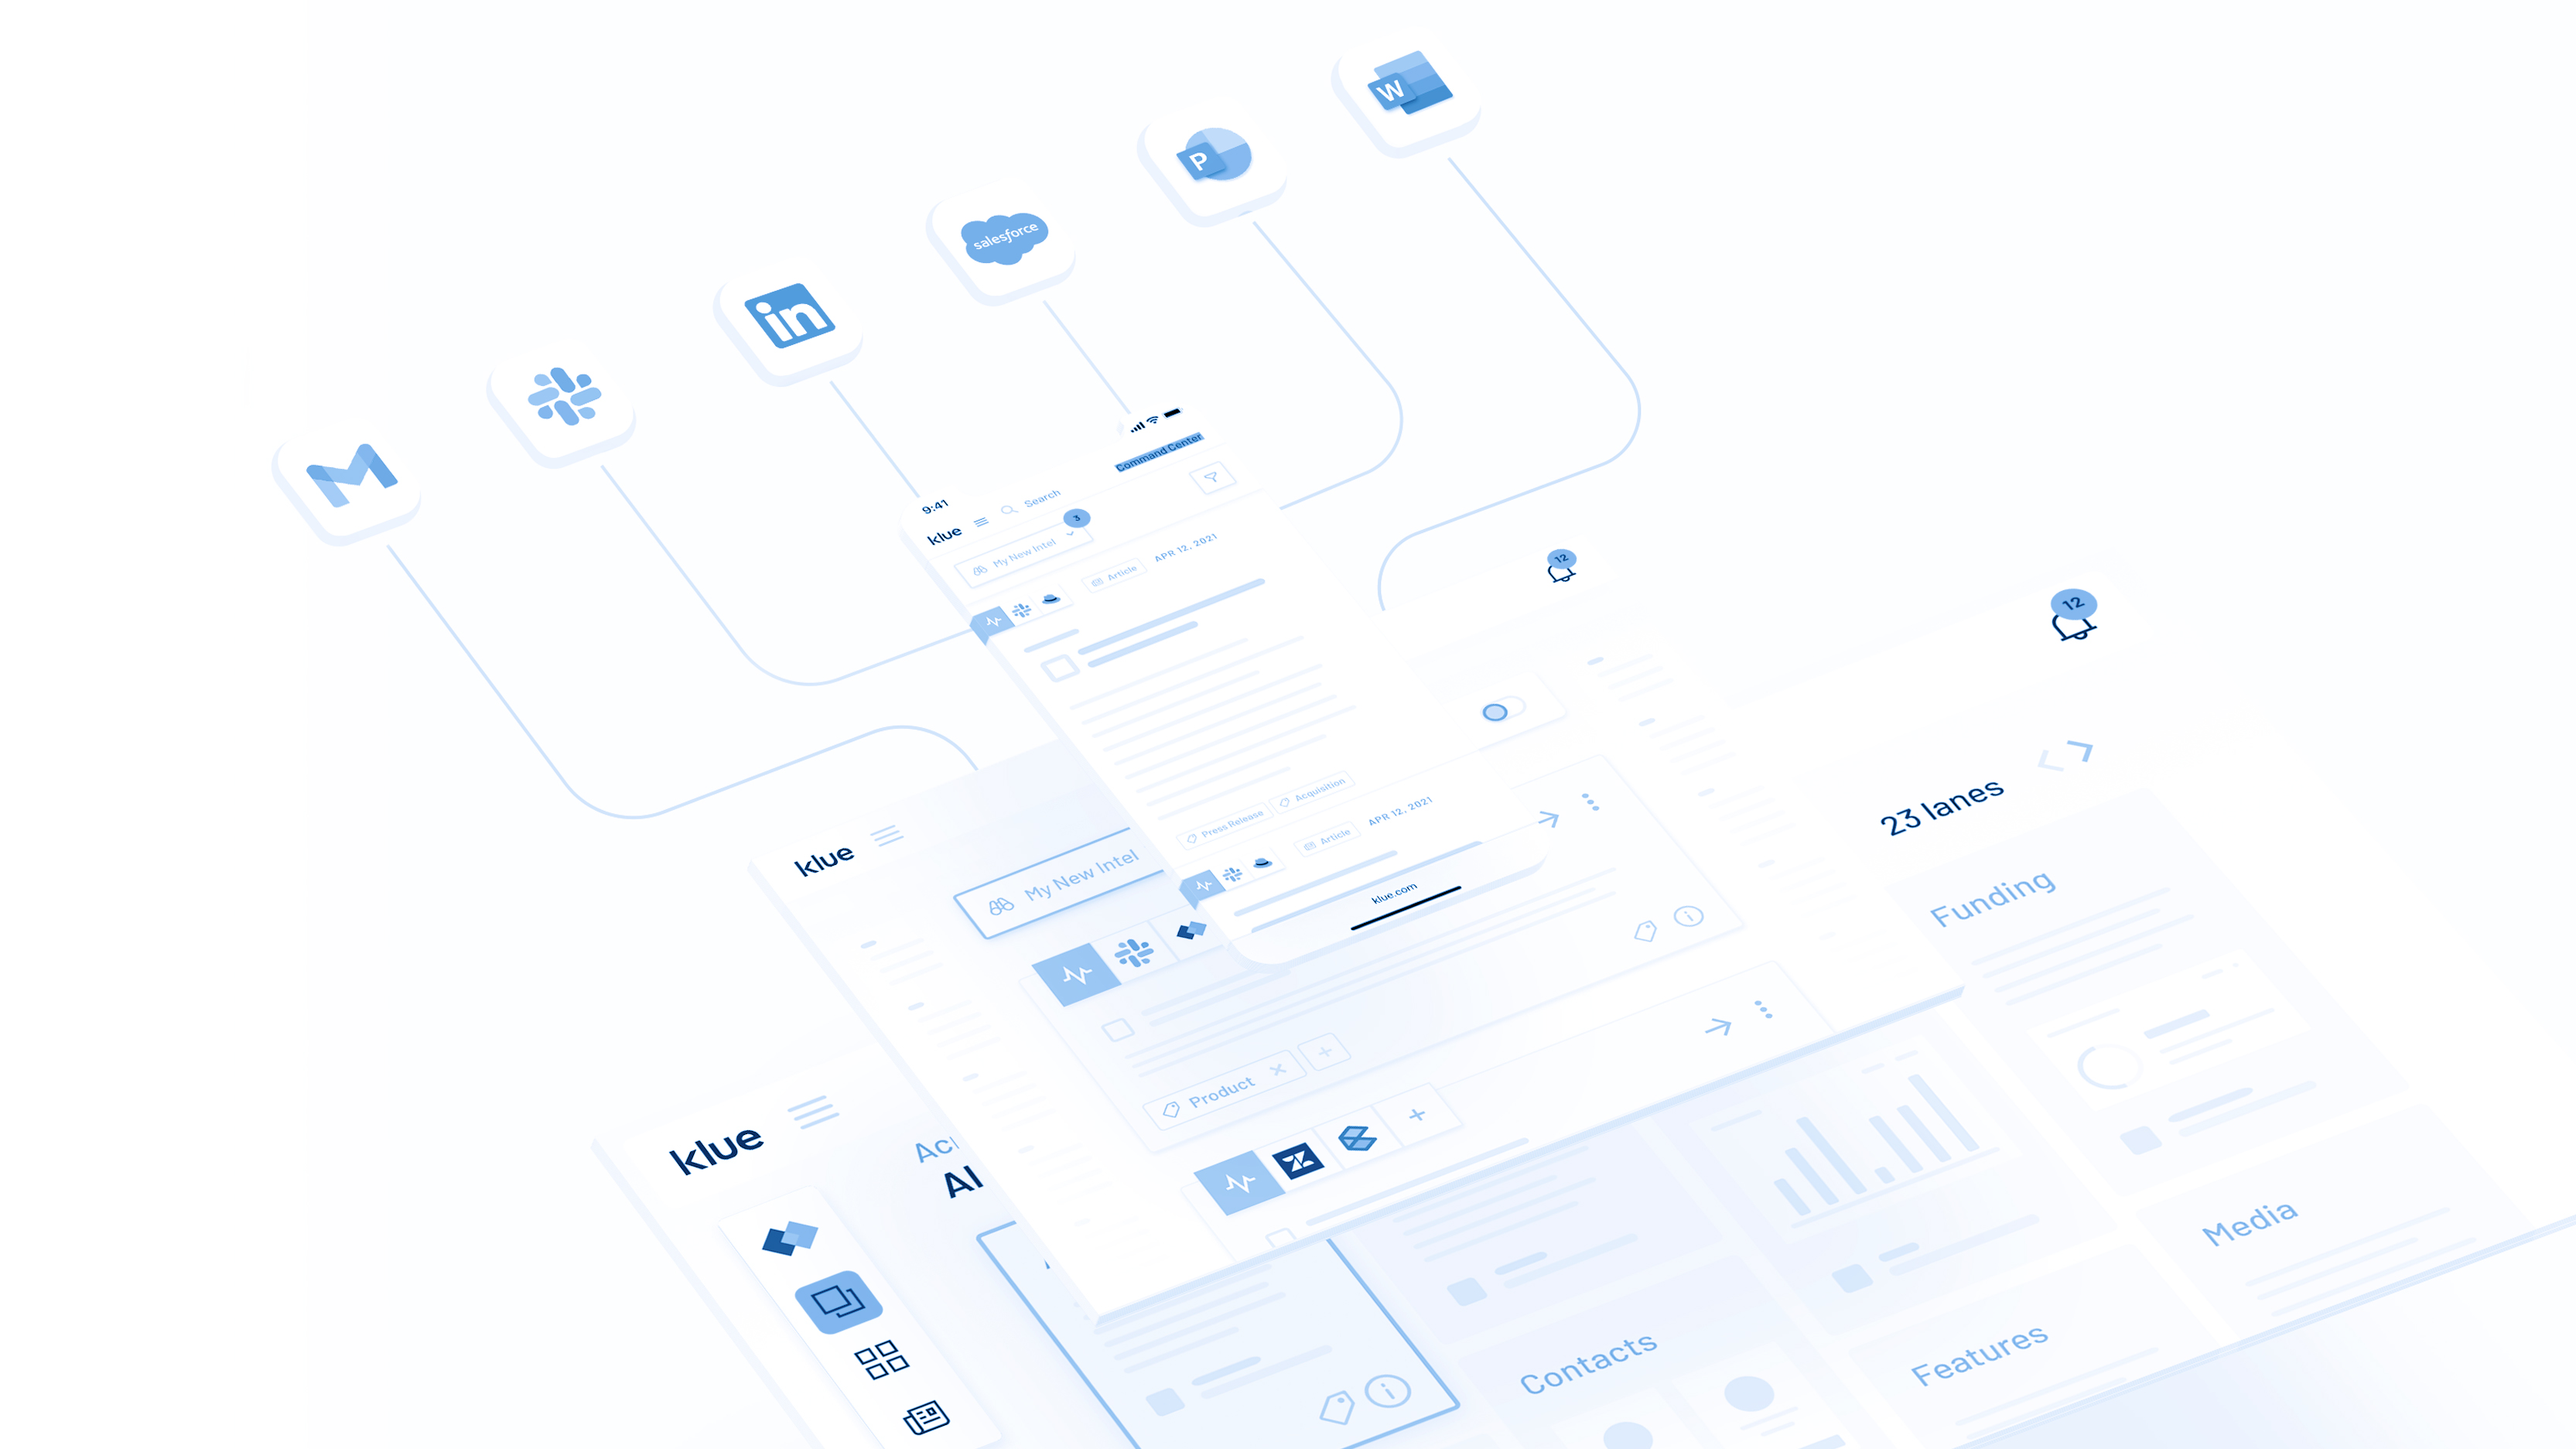 W
P
salesforce
in
9:41
Command Center
klue
Search
My New Intel
3
Article
APR 12, 2021
Press Release
Acquisition
Article
APR 12, 2021
klue.com
12
klue
My New Intel
Product
12
23 lanes
klue
Funding
Media
Contacts
Features